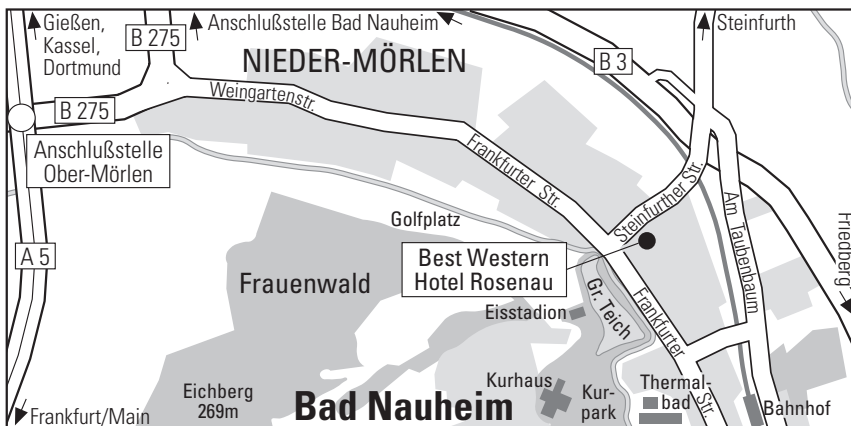 Gießen,
Kassel,
Dortmund
B 275
Anschlußstelle Bad Nauheim
Steinfurth
NIEDER-MÖRLEN
B 3
Weingartenstr.
B 275
Anschlußstelle
Ober-Mörlen
Frankfurter Str.
Steinfurther Str.
Am Taubenbaum
Friedberg
Golfplatz
A 5
Best Western
Hotel Rosenau
Frauenwald
Gr. Teich
Frankfurter
Str.
Eisstadion
Eichberg
269m
Kurhaus
Kur-
park
Thermal-
bad
Bahnhof
Bad Nauheim
Frankfurt/Main